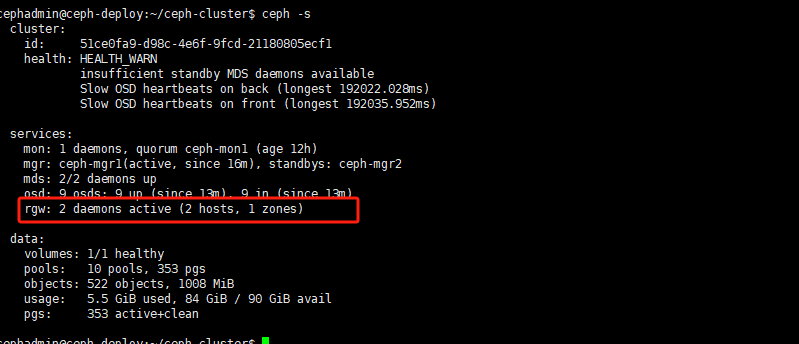 cephadmin@ceph-deploy:~/ceph-cluster$ ceph -s
cluster:
id: 51ce0fa9-d98c-4e6f-9fcd-21180805ecf1
health: HEALTH_WARN
insufficient standby MDS daemons available
Slow OSD heartbeats on back (longest 192022.028ms)
Slow OSD heartbeats on front (longest 192035.952ms)
services:
mon: 1 daemons, quorum ceph-mon1 (age 12h)
mgr: ceph-mgr1(active, since 16m), standbys: ceph-mgr2
mds: 2/2 daemons up
osd: 9 osds: 9 up (since 13m), 9 in (since 13m)
rgw: 2 daemons active (2 hosts, 1 zones)
data:
volumes: 1/1 healthy
pools: 10 pools, 353 pgs
objects: 522 objects, 1008 MiB
usage: 5.5 GiB used, 84 GiB / 90 GiB avail
pgs: 353 active+clean
cephadmin@ceph-deploy:~/ceph-cluster$